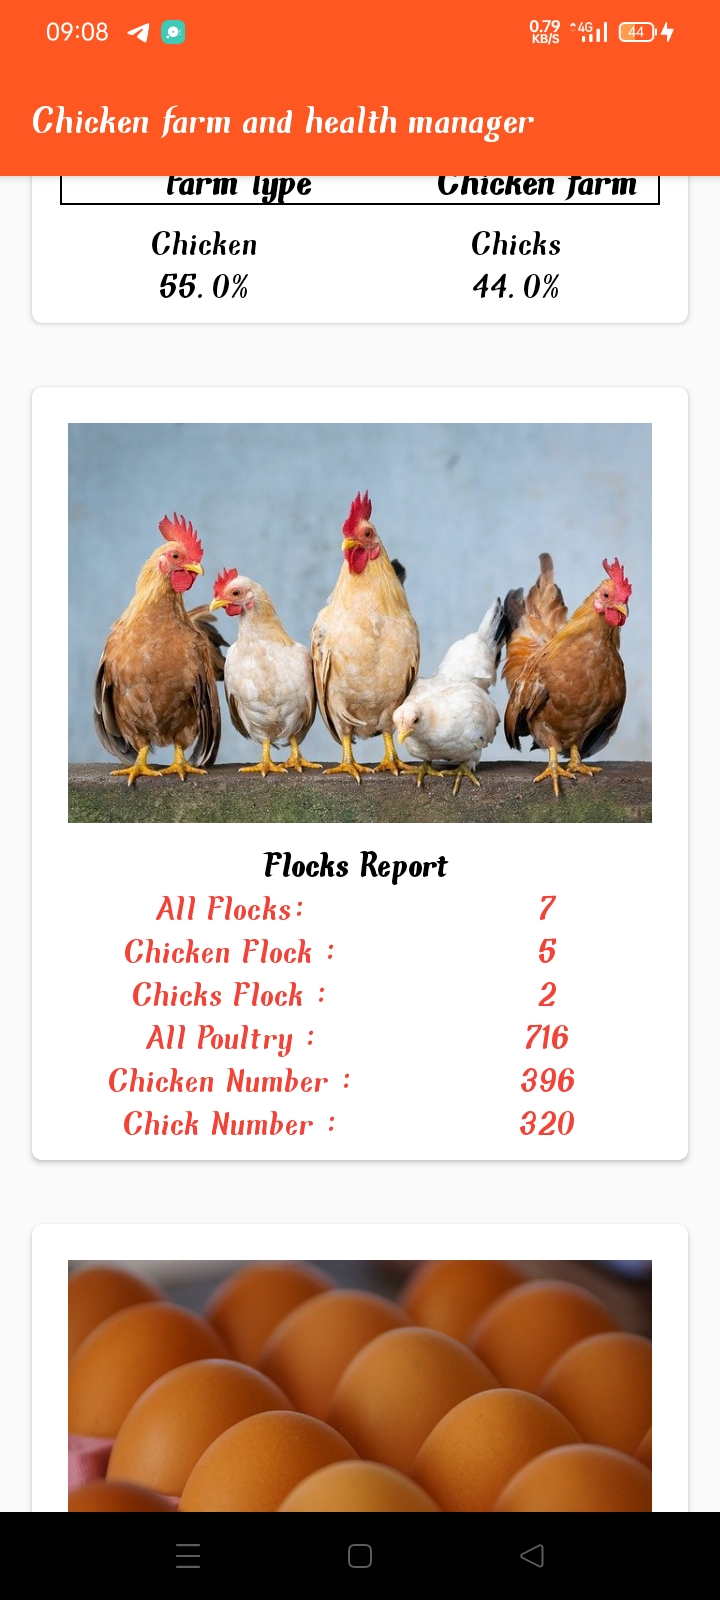 09:08 0.79 KB/S 4G 44
Chicken farm and health manager
Farm Type Chicken farm
Chicken Chicks
55.0% 44.0%
Flocks Report
All Flocks: 7
Chicken Flock : 5
Chicks Flock : 2
All Poultry : 716
Chicken Number : 396
Chick Number : 320